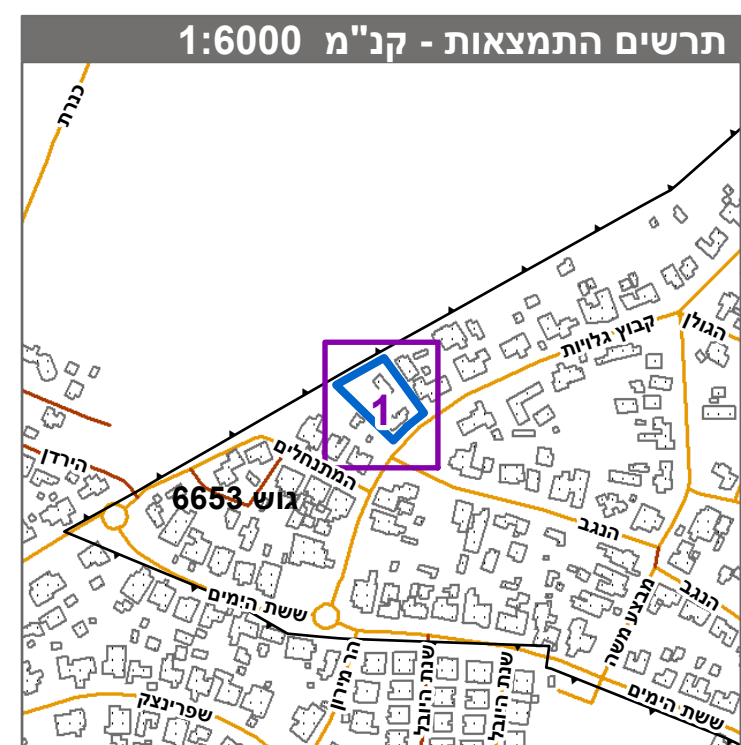 תרשים התמצאות - קנ"מ 1:6000
כנרת
הגולן
קבוץ גלויות
1
המתנחלים
הירדן
גוש 6653
הנגב
הנגב
מבצע משה
ששת הימים
הרי מירון
שנת היובל
שנת היובל
ששת הימים
שפרינצק